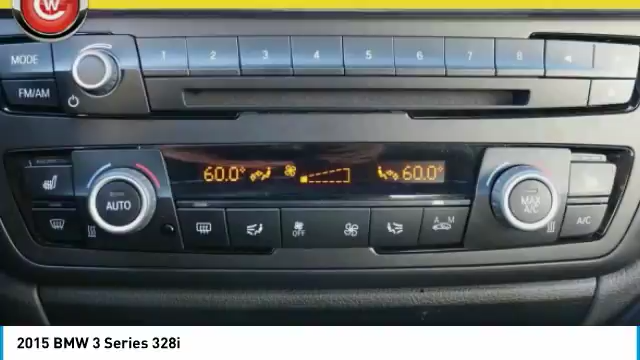 CW
MODE
1 2 3 4 5 6 7 8
FM/AM
60.0° 60.0°
AUTO
MAX A/C
OFF
A M
A/C
2015 BMW 3 Series 328i